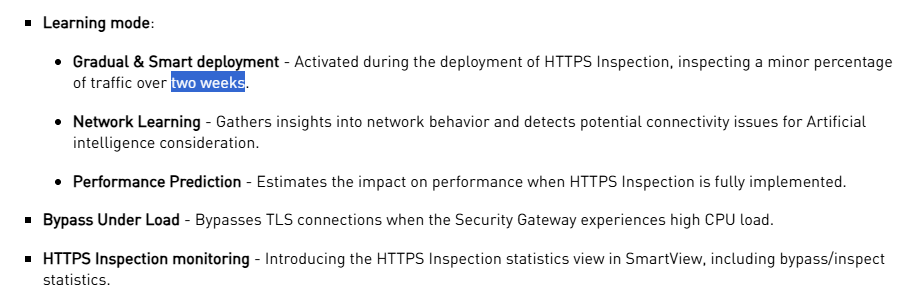 Learning mode:
Gradual & Smart deployment - Activated during the deployment of HTTPS Inspection, inspecting a minor percentage
of traffic over two weeks.
Network Learning - Gathers insights into network behavior and detects potential connectivity issues for Artificial
intelligence consideration.
Performance Prediction - Estimates the impact on performance when HTTPS Inspection is fully implemented.
Bypass Under Load - Bypasses TLS connections when the Security Gateway experiences high CPU load.
HTTPS Inspection monitoring - Introducing the HTTPS Inspection statistics view in SmartView, including bypass/inspect
statistics.